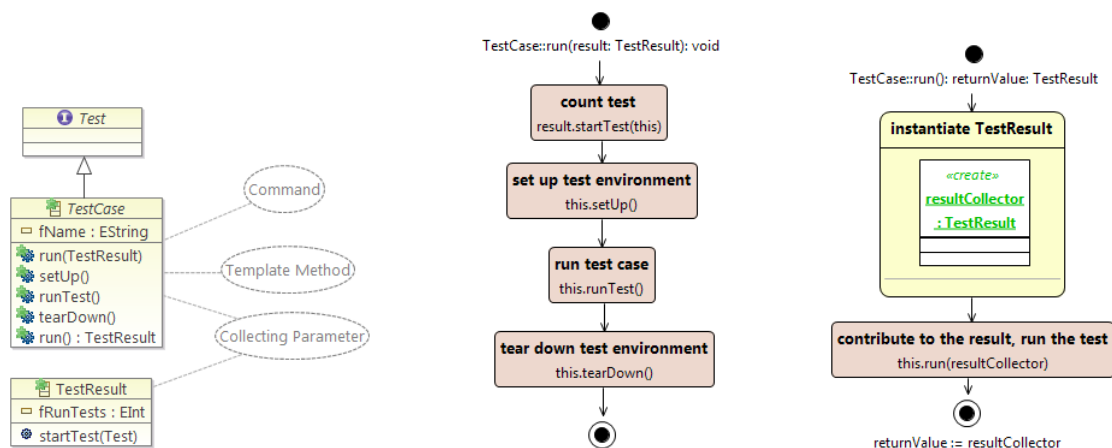 Test
TestCase
fName : EString
run(TestResult)
setUp()
runTest()
tearDown()
run() : TestResult
TestResult
fRunTests : EInt
startTest(Test)
Command
Template Method
Collecting Parameter
TestCase::run(result: TestResult): void
count test
result.startTest(this)
set up test environment
this.setUp()
run test case
this.runTest()
tear down test environment
this.tearDown()
TestCase::run(): returnValue: TestResult
instantiate TestResult
«create»
resultCollector
: TestResult
contribute to the result, run the test
this.run(resultCollector)
returnValue := resultCollector